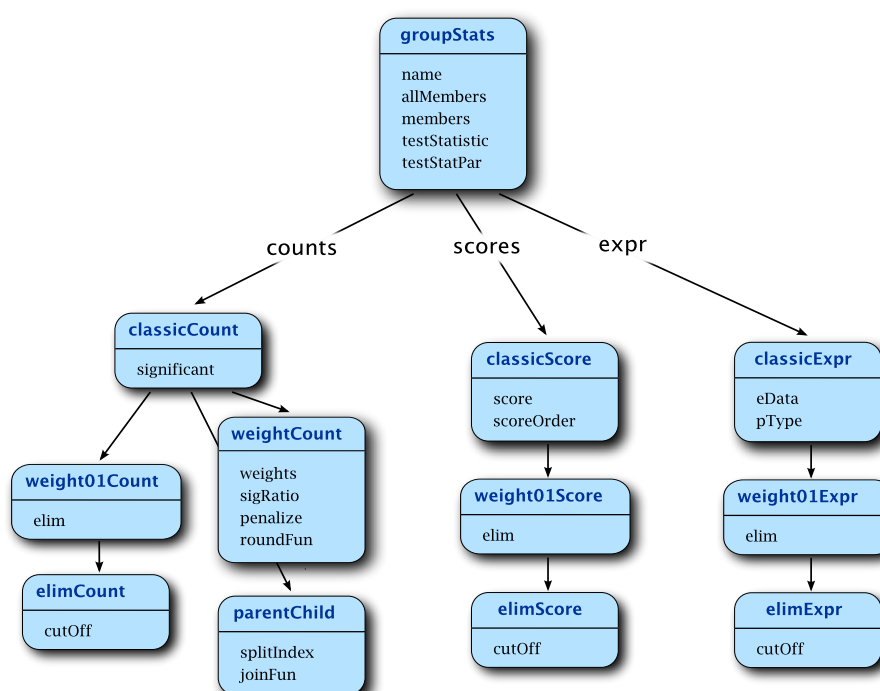 groupStats
name
allMembers
members
testStatistic
testStatPar
counts
scores
expr
classicCount
significant
classicScore
score
scoreOrder
classicExpr
eData
pType
weightCount
weights
sigRatio
penalize
roundFun
weight01Count
elim
weight01Score
elim
weight01Expr
elim
elimCount
cutOff
parentChild
splitIndex
joinFun
elimScore
cutOff
elimExpr
cutOff